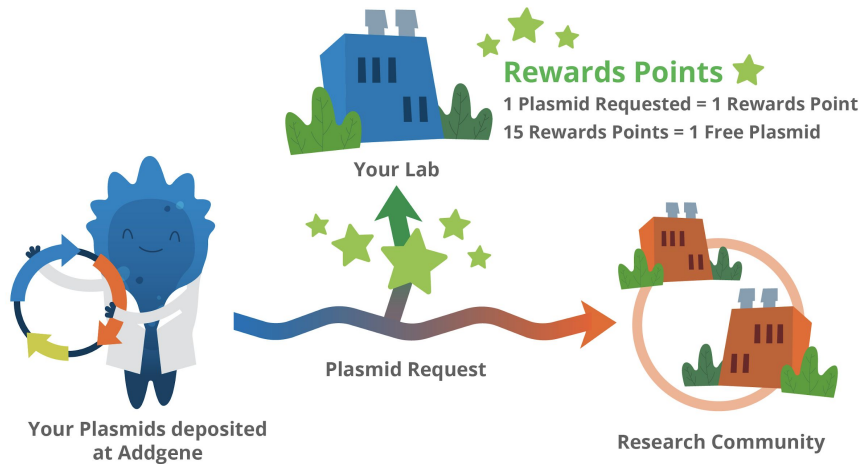 Rewards Points
1 Plasmid Requested = 1 Rewards Point
15 Rewards Points = 1 Free Plasmid
Your Lab
Plasmid Request
Your Plasmids deposited
at Addgene
Research Community